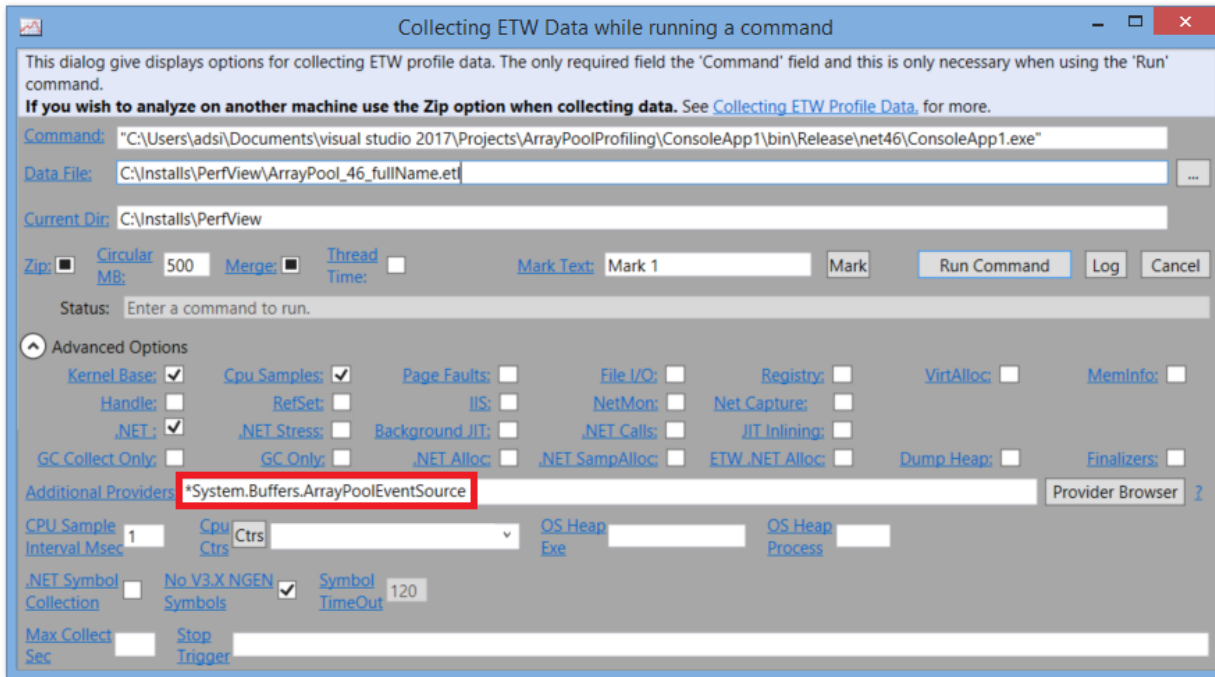 Collecting ETW Data while running a command
This dialog give displays options for collecting ETW profile data. The only required field the 'Command' field and this is only necessary when using the 'Run'
command.
If you wish to analyze on another machine use the Zip option when collecting data. See Collecting ETW Profile Data. for more.
Command: "C:\Users\adsi\Documents\visual studio 2017\Projects\ArrayPoolProfiling\ConsoleApp1\bin\Release\net46\ConsoleApp1.exe"
Data File: C:\Installs\PerfView\ArrayPool_46_fullName.etl ...
Current Dir: C:\Installs\PerfView
Zip: Circular MB: 500 Merge: Thread Time: Mark Text: Mark 1 Mark Run Command Log Cancel
Status: Enter a command to run.
Advanced Options
Kernel Base: Cpu Samples: Page Faults: File I/O: Registry: VirtAlloc: MemInfo:
Handle: RefSet: IIS: NetMon: Net Capture:
.NET : .NET Stress: Background JIT: .NET Calls: JIT Inlining:
GC Collect Only: GC Only: .NET Alloc: .NET SampAlloc: ETW .NET Alloc: Dump Heap: Finalizers:
Additional Providers: *System.Buffers.ArrayPoolEventSource Provider Browser ?
CPU Sample Interval Msec 1 Cpu Ctrs Ctrs OS Heap Exe OS Heap Process
.NET Symbol Collection No V3.X NGEN Symbols Symbol TimeOut 120
Max Collect Sec Stop Trigger